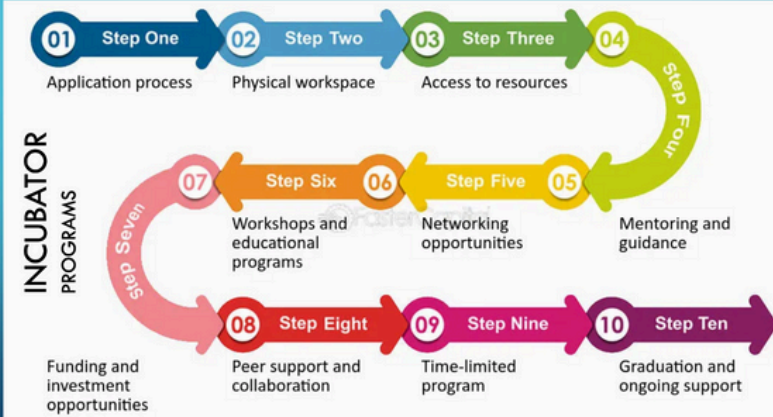 01 Step One
02 Step Two
03 Step Three
04
Application process
Physical workspace
Access to resources
Step Four
INCUBATOR
PROGRAMS
07
Step Six
06
Step Five
05
Workshops and
educational
programs
Networking
opportunities
Mentoring and
guidance
Step Seven
08 Step Eight
09 Step Nine
10 Step Ten
Funding and
investment
opportunities
Peer support and
collaboration
Time-limited
program
Graduation and
ongoing support